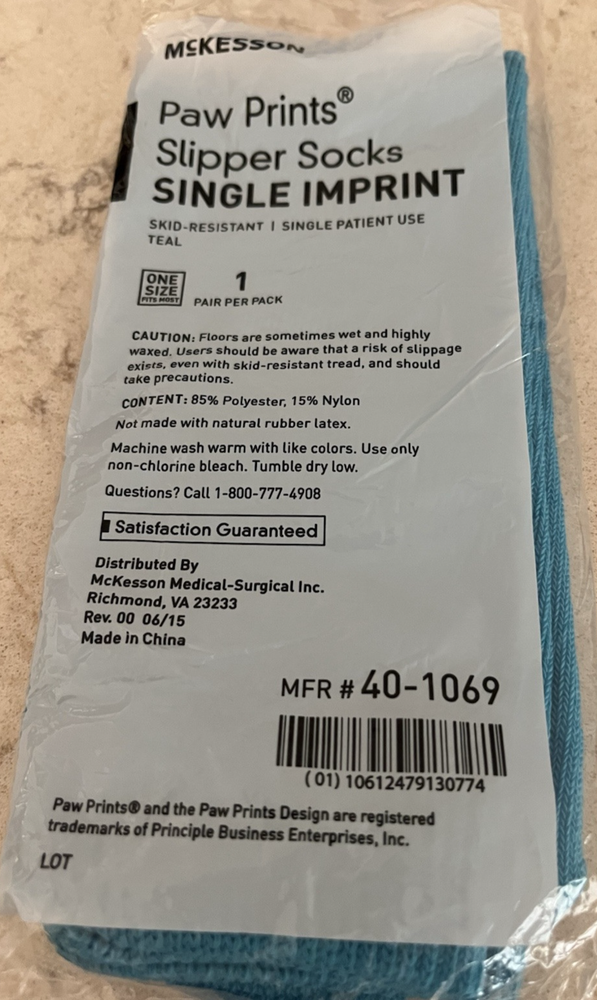 McKESSON
Paw Prints®
Slipper Socks
SINGLE IMPRINT
SKID-RESISTANT | SINGLE PATIENT USE
TEAL
ONE
SIZE
FITS MOST
1
PAIR PER PACK
CAUTION: Floors are sometimes wet and highly
waxed. Users should be aware that a risk of slippage
exists, even with skid-resistant tread, and should
take precautions.
CONTENT: 85% Polyester, 15% Nylon
Not made with natural rubber latex.
Machine wash warm with like colors. Use only
non-chlorine bleach. Tumble dry low.
Questions? Call 1-800-777-4908
Satisfaction Guaranteed
Distributed By
McKesson Medical-Surgical Inc.
Richmond, VA 23233
Rev. 00 06/15
Made in China
MFR # 40-1069
(01) 10612479130774
Paw Prints® and the Paw Prints Design are registered
trademarks of Principle Business Enterprises, Inc.
LOT